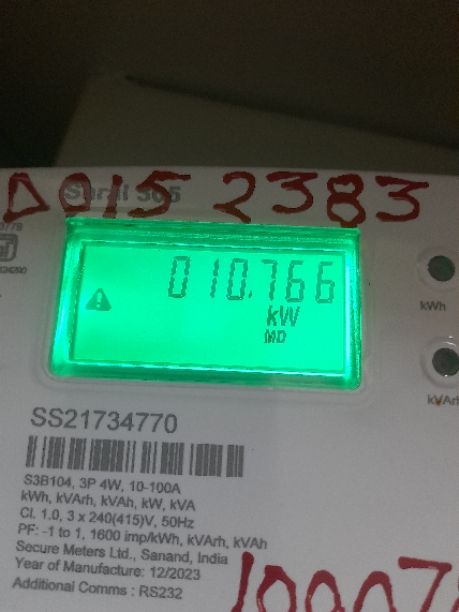 Saral 305
D015 2383
010.766
kW
MD
kWh
kVArh
SS21734770
S3B104, 3P 4W, 10-100A
kWh, kVArh, kVAh, kW, kVA
Cl. 1.0, 3 x 240(415)V, 50Hz
PF: -1 to 1, 1600 imp/kWh, kVArh, kVAh
Secure Meters Ltd., Sanand, India
Year of Manufacture: 12/2023
Additional Comms : RS232